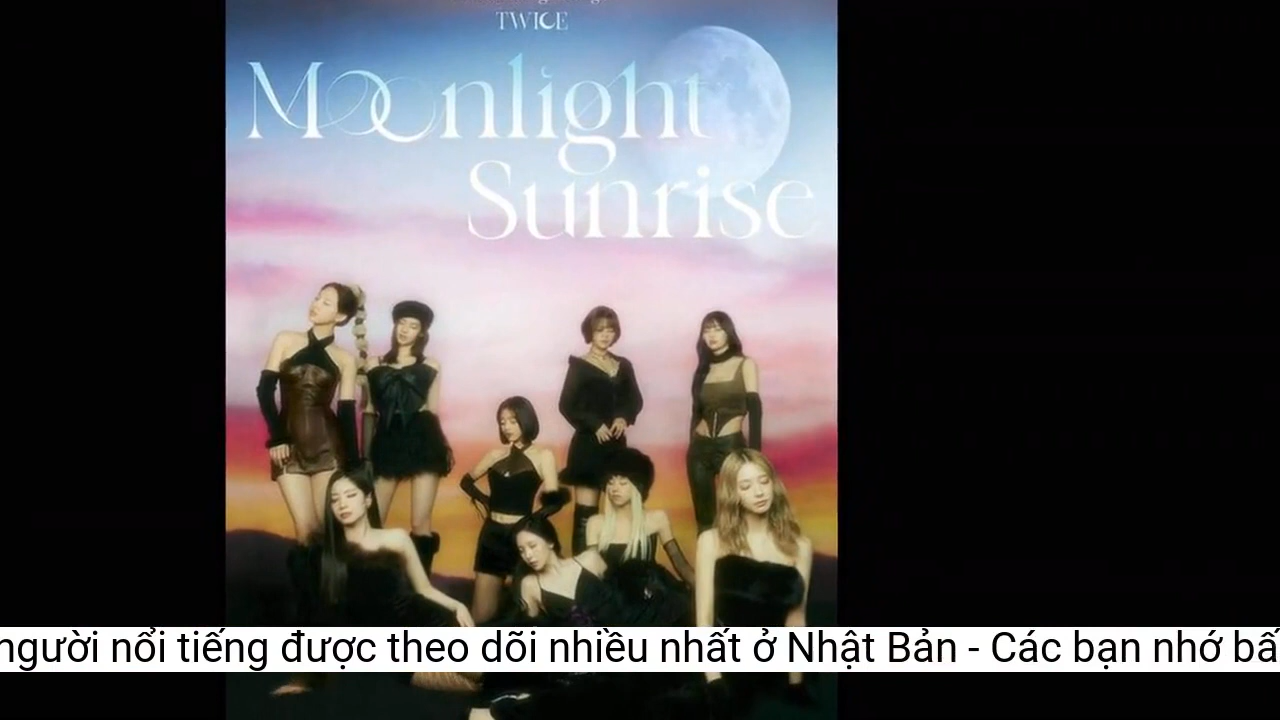 TWICE
Moonlight
Sunrise
người nổi tiếng được theo dõi nhiều nhất ở Nhật Bản - Các bạn nhớ bấ